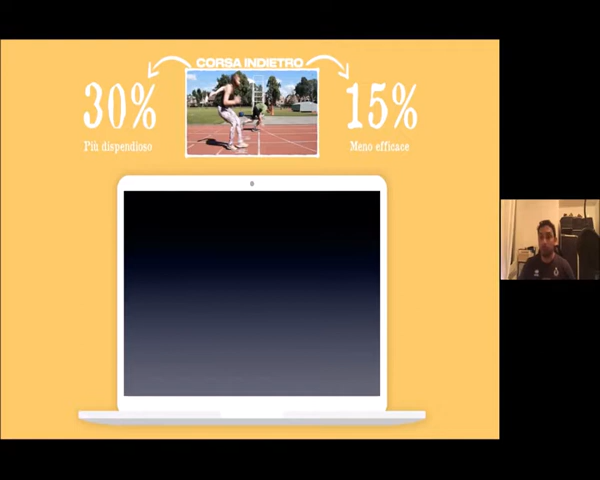 CORSA INDIETRO
30%
Più dispendioso
15%
Meno efficace